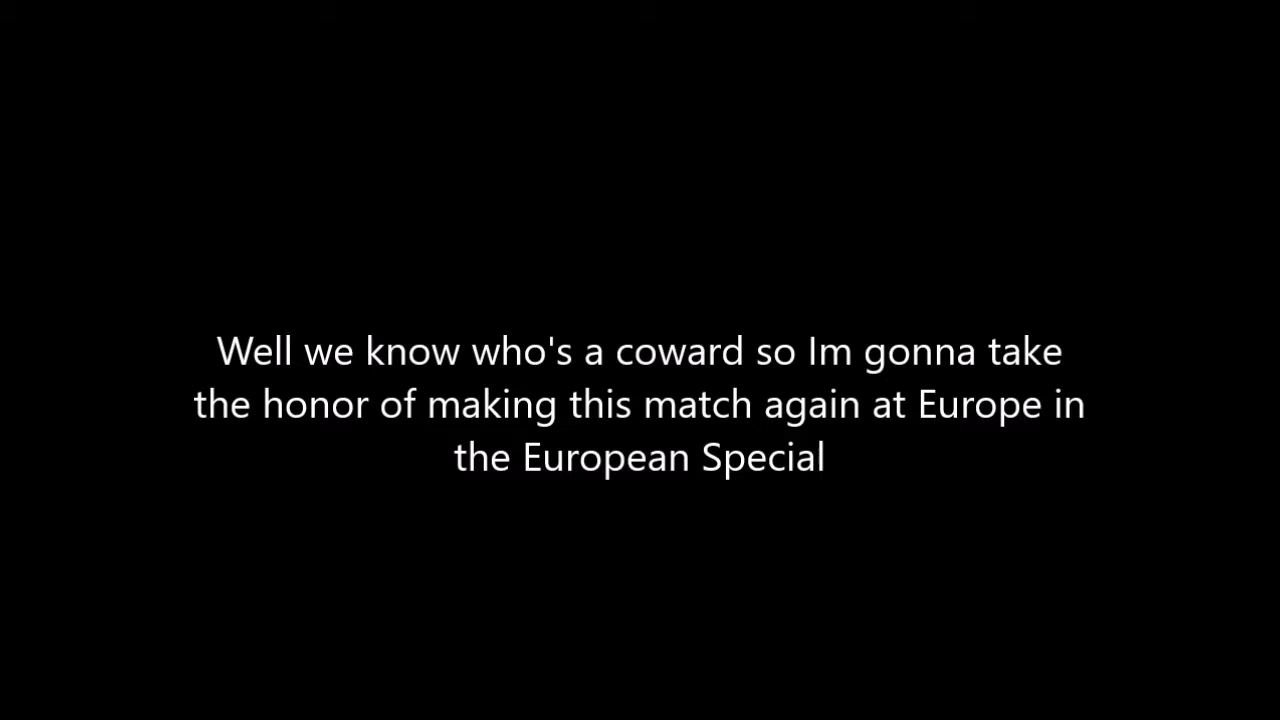 Well we know who's a coward so Im gonna take
the honor of making this match again at Europe in
the European Special